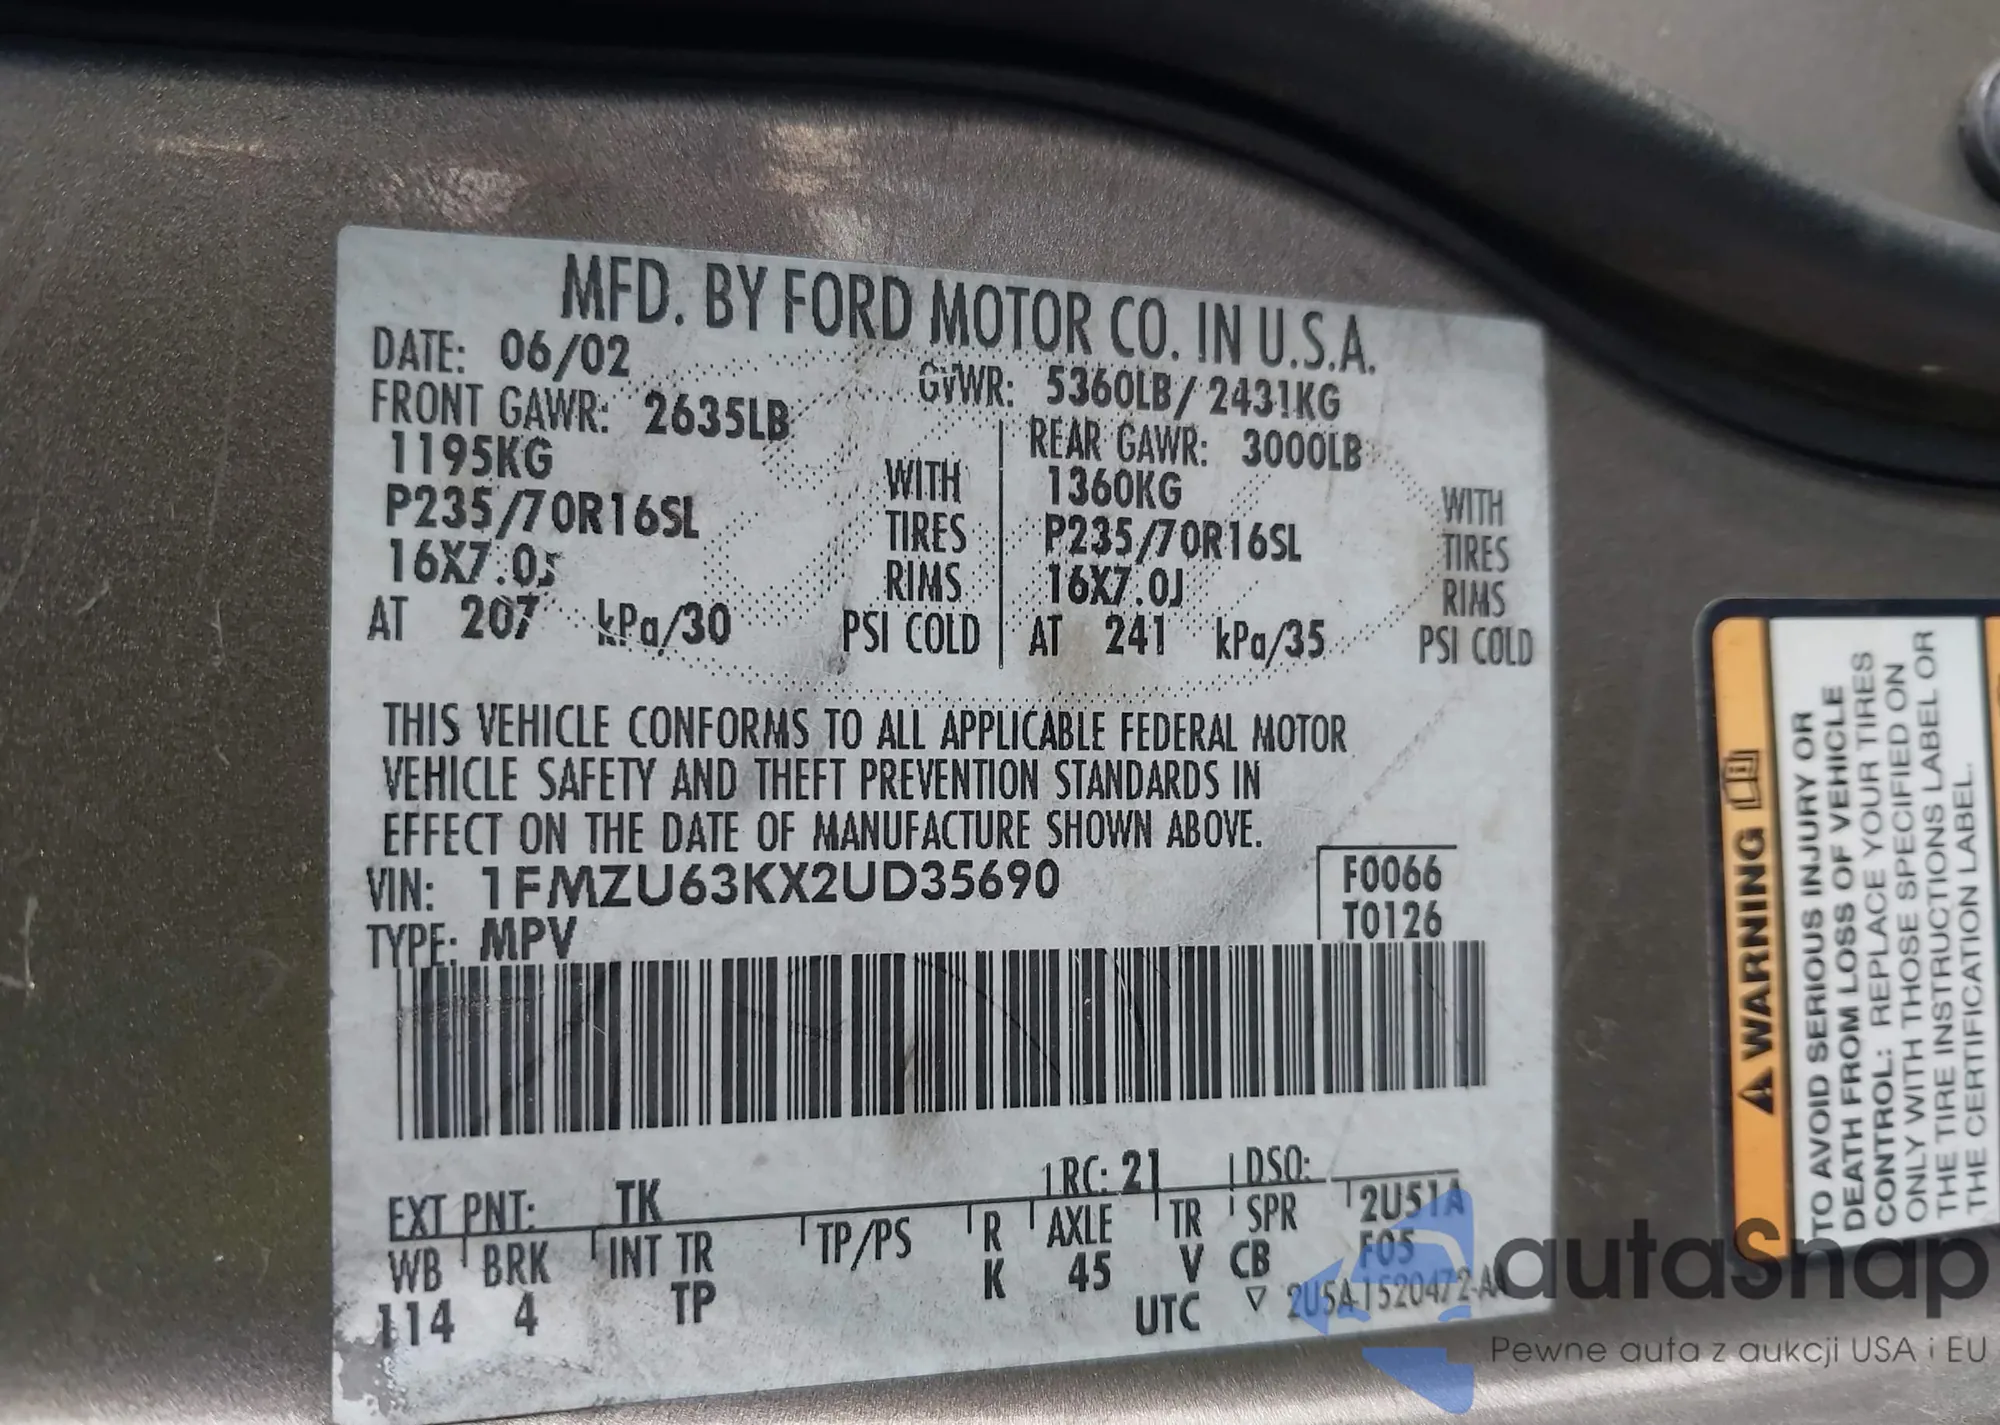 MFD. BY FORD MOTOR CO. IN U.S.A.
DATE: 06/02
GVWR: 5360LB/2431KG
FRONT GAWR: 2635LB
REAR GAWR: 3000LB
1195KG WITH
1360KG WITH
P235/70R16SL TIRES
P235/70R16SL TIRES
16X7.0J RIMS
16X7.0J RIMS
AT 207 kPa/30 PSI COLD
AT 241 kPa/35 PSI COLD
THIS VEHICLE CONFORMS TO ALL APPLICABLE FEDERAL MOTOR
VEHICLE SAFETY AND THEFT PREVENTION STANDARDS IN
EFFECT ON THE DATE OF MANUFACTURE SHOWN ABOVE.
VIN: 1FMZU63KX2UD35690
F0066
TYPE: MPV
T0126
EXT PNT: TK RC: 21 DSO:
WB BRK INT TR TP/PS R AXLE TR SPR 2U51A
114 4 TP K 45 V CB F05
UTC ▽ 2U5A-1520472-AA
WARNING
TO AVOID SERIOUS INJURY OR
DEATH FROM LOSS OF VEHICLE
CONTROL: REPLACE YOUR TIRES
ONLY WITH THOSE SPECIFIED ON
THE TIRE INSTRUCTIONS LABEL OR
THE CERTIFICATION LABEL.
autasnap
Pewne auta z aukcji USA i EU